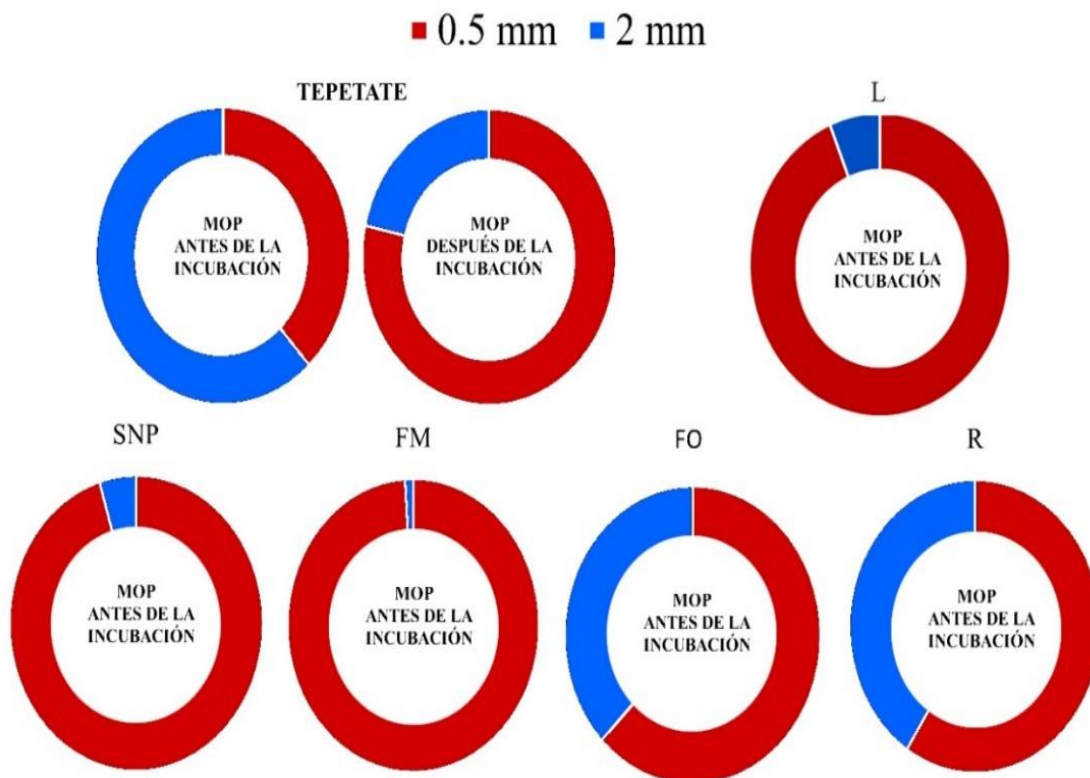 0.5 mm 2 mm
TEPETATE
L
MOP
ANTES DE LA
INCUBACIÓN
MOP
DESPUÉS DE LA
INCUBACIÓN
MOP
ANTES DE LA
INCUBACIÓN
SNP
FM
FO
R
MOP
ANTES DE LA
INCUBACIÓN
MOP
ANTES DE LA
INCUBACIÓN
MOP
ANTES DE LA
INCUBACIÓN
MOP
ANTES DE LA
INCUBACIÓN